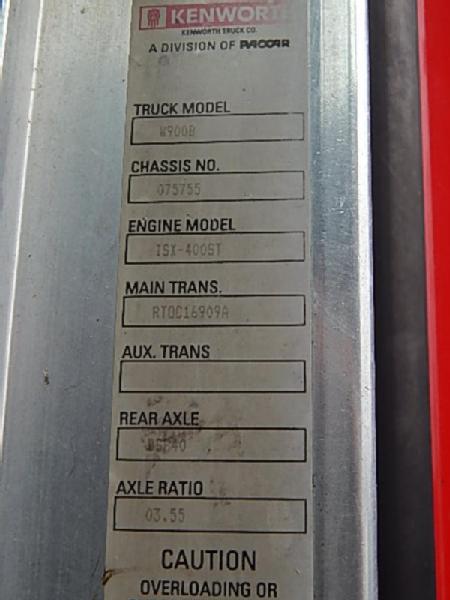 KENWORTH
KENWORTH TRUCK CO.
A DIVISION OF PACCAR
TRUCK MODEL
W900B
CHASSIS NO.
075755
ENGINE MODEL
ISX-400ST
MAIN TRANS.
RTOC16909A
AUX. TRANS
REAR AXLE
AXLE RATIO
03.55
CAUTION
OVERLOADING OR